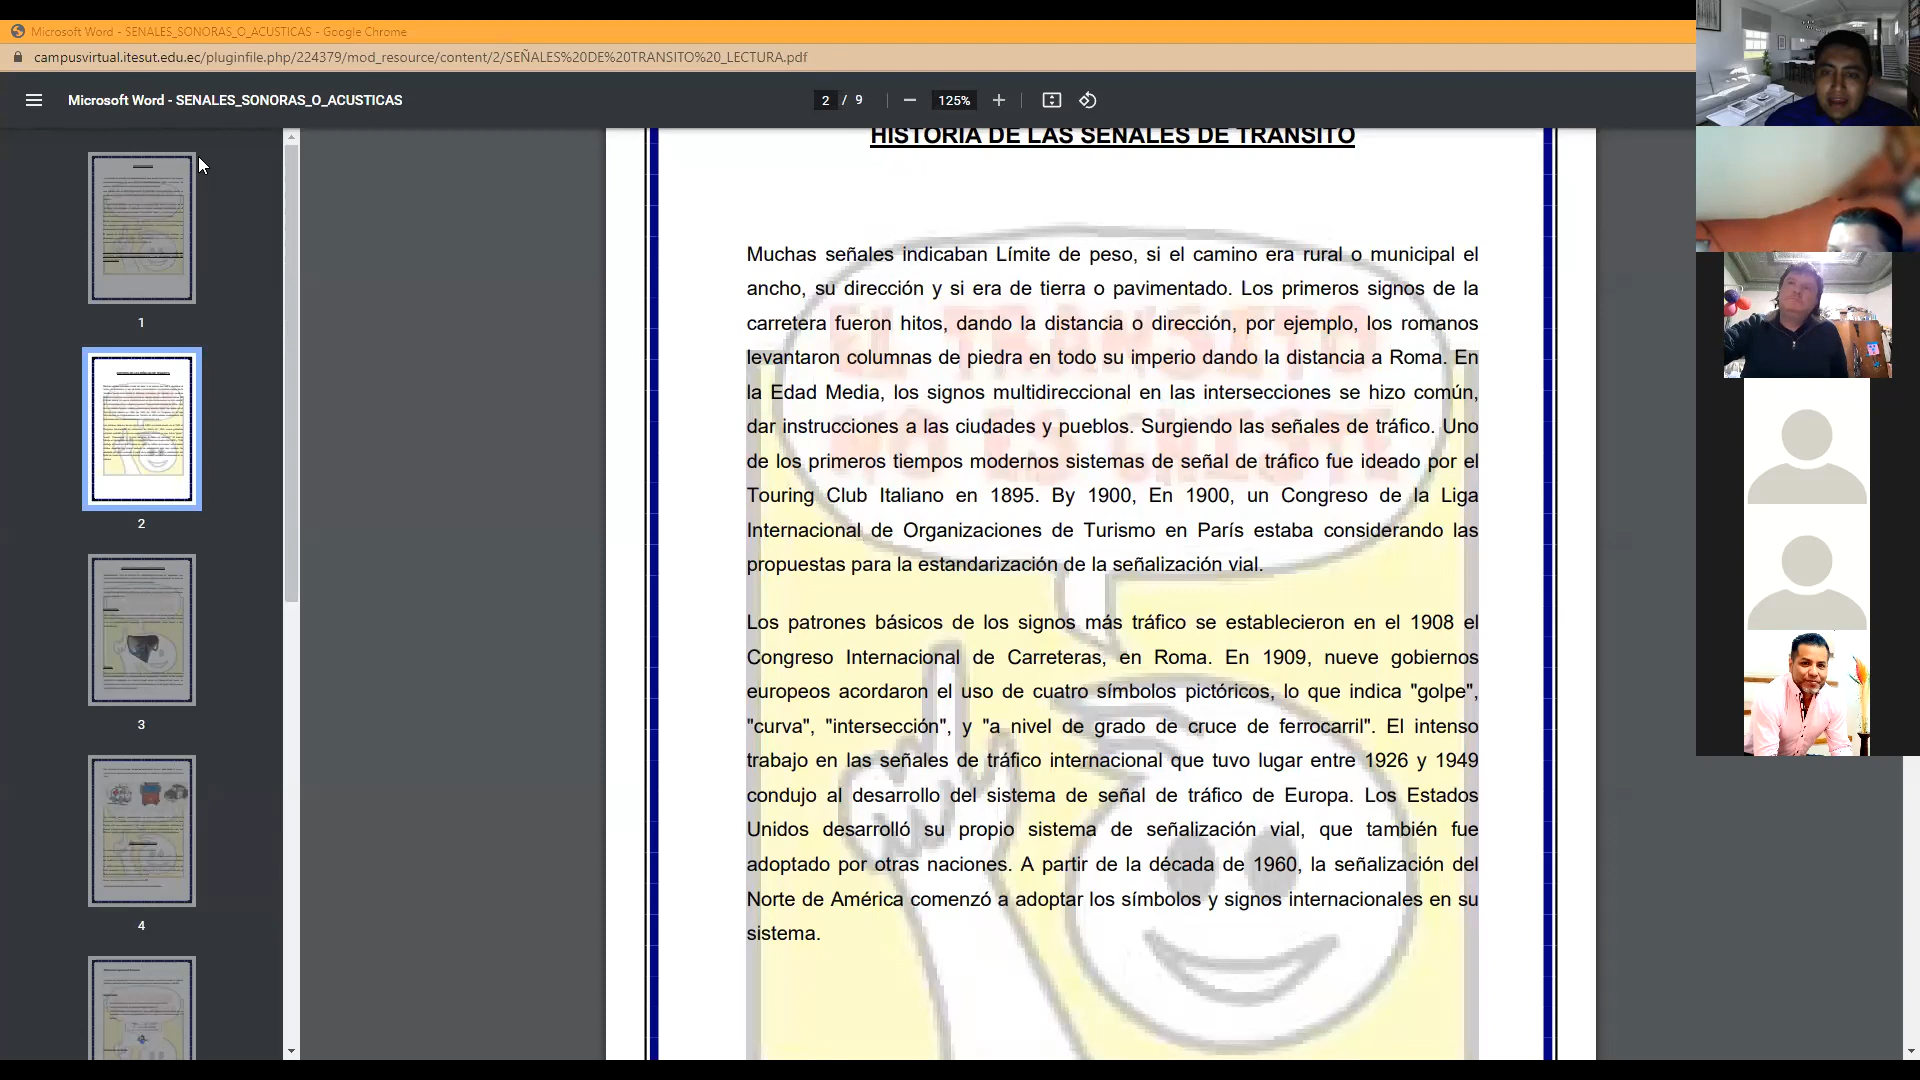 Microsoft Word - SENALES_SONORAS_O_ACUSTICAS - Google Chrome
campusvirtual.itesut.edu.ec/pluginfile.php/224379/mod_resource/content/2/SEÑALES%20DE%20TRANSITO%20_LECTURA.pdf
Microsoft Word - SENALES_SONORAS_O_ACUSTICAS
2 / 9
125%
1
2
3
4
HISTORIA DE LAS SEÑALES DE TRANSITO
Muchas señales indicaban Límite de peso, si el camino era rural o municipal el
ancho, su dirección y si era de tierra o pavimentado. Los primeros signos de la
carretera fueron hitos, dando la distancia o dirección, por ejemplo, los romanos
levantaron columnas de piedra en todo su imperio dando la distancia a Roma. En
la Edad Media, los signos multidireccional en las intersecciones se hizo común,
dar instrucciones a las ciudades y pueblos. Surgiendo las señales de tráfico. Uno
de los primeros tiempos modernos sistemas de señal de tráfico fue ideado por el
Touring Club Italiano en 1895. By 1900, En 1900, un Congreso de la Liga
Internacional de Organizaciones de Turismo en París estaba considerando las
propuestas para la estandarización de la señalización vial.
Los patrones básicos de los signos más tráfico se establecieron en el 1908 el
Congreso Internacional de Carreteras, en Roma. En 1909, nueve gobiernos
europeos acordaron el uso de cuatro símbolos pictóricos, lo que indica "golpe",
"curva", "intersección", y "a nivel de grado de cruce de ferrocarril". El intenso
trabajo en las señales de tráfico internacional que tuvo lugar entre 1926 y 1949
condujo al desarrollo del sistema de señal de tráfico de Europa. Los Estados
Unidos desarrolló su propio sistema de señalización vial, que también fue
adoptado por otras naciones. A partir de la década de 1960, la señalización del
Norte de América comenzó a adoptar los símbolos y signos internacionales en su
sistema.
EL TRANSITO
NO ES CHISTE